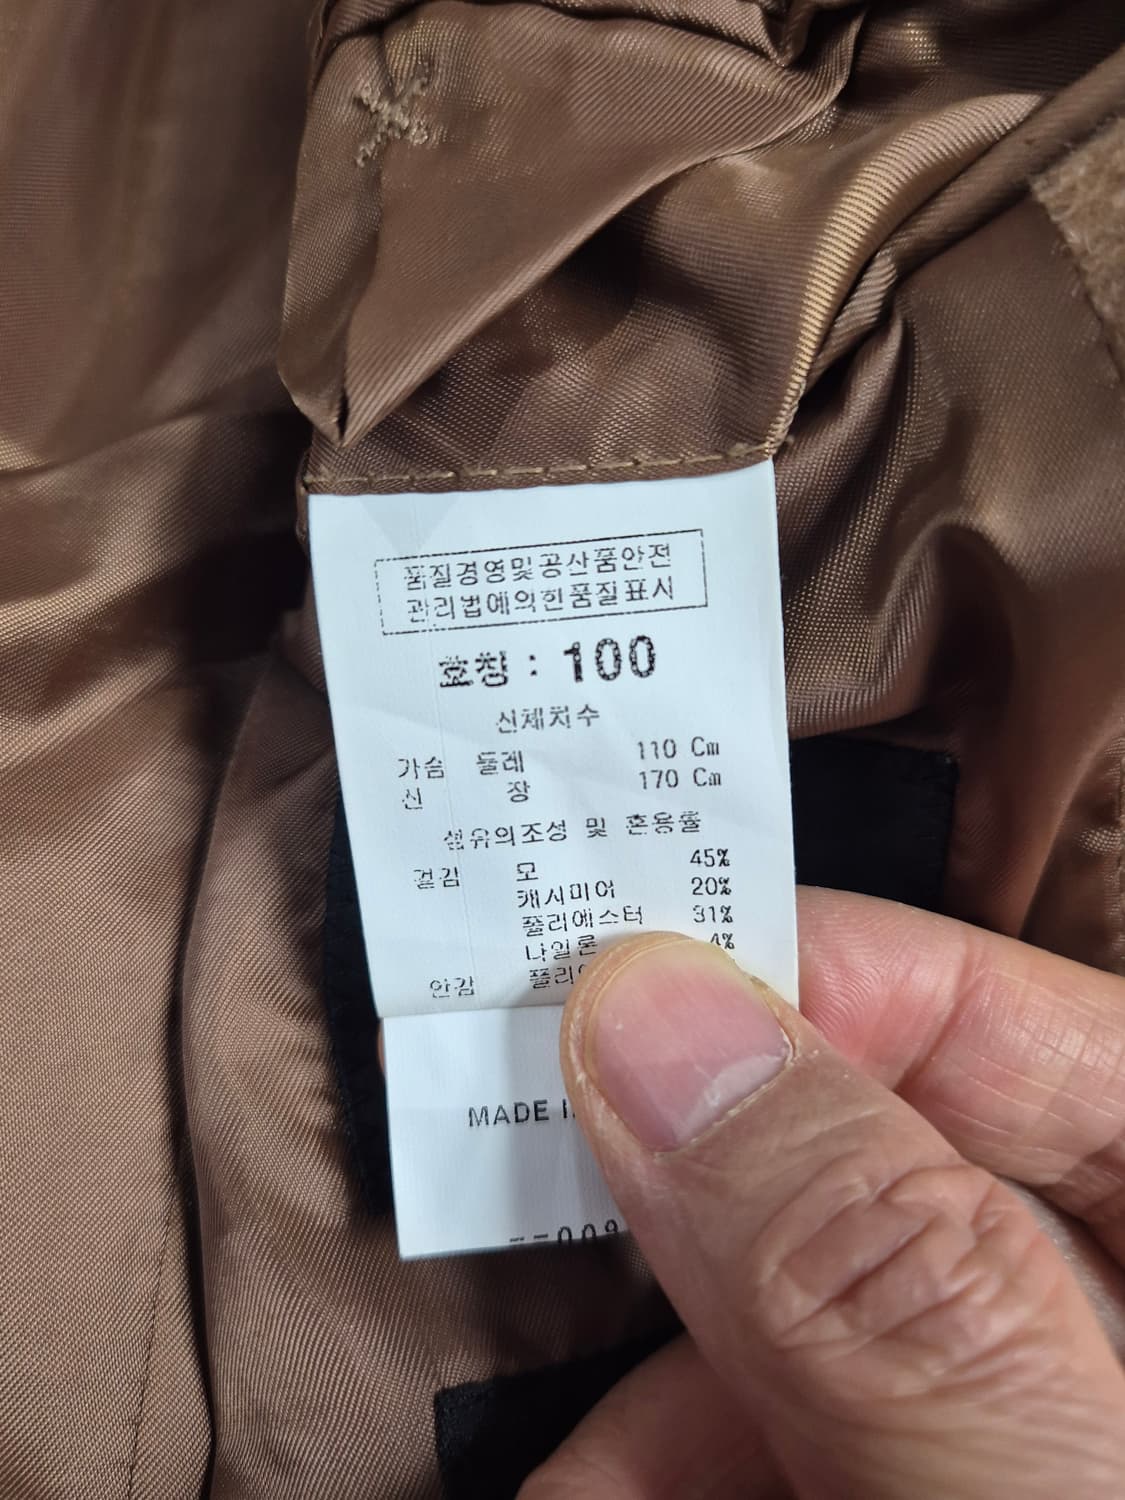 품질경영및공산품안전
관리법에의한품질표시
호칭 : 100
신체치수
가슴 둘레 110 Cm
신 장 170 Cm
섬유의조성 및 혼용률
겉감 모 45%
캐시미어 20%
폴리에스터 31%
나일론 4%
안감 폴리
MADE